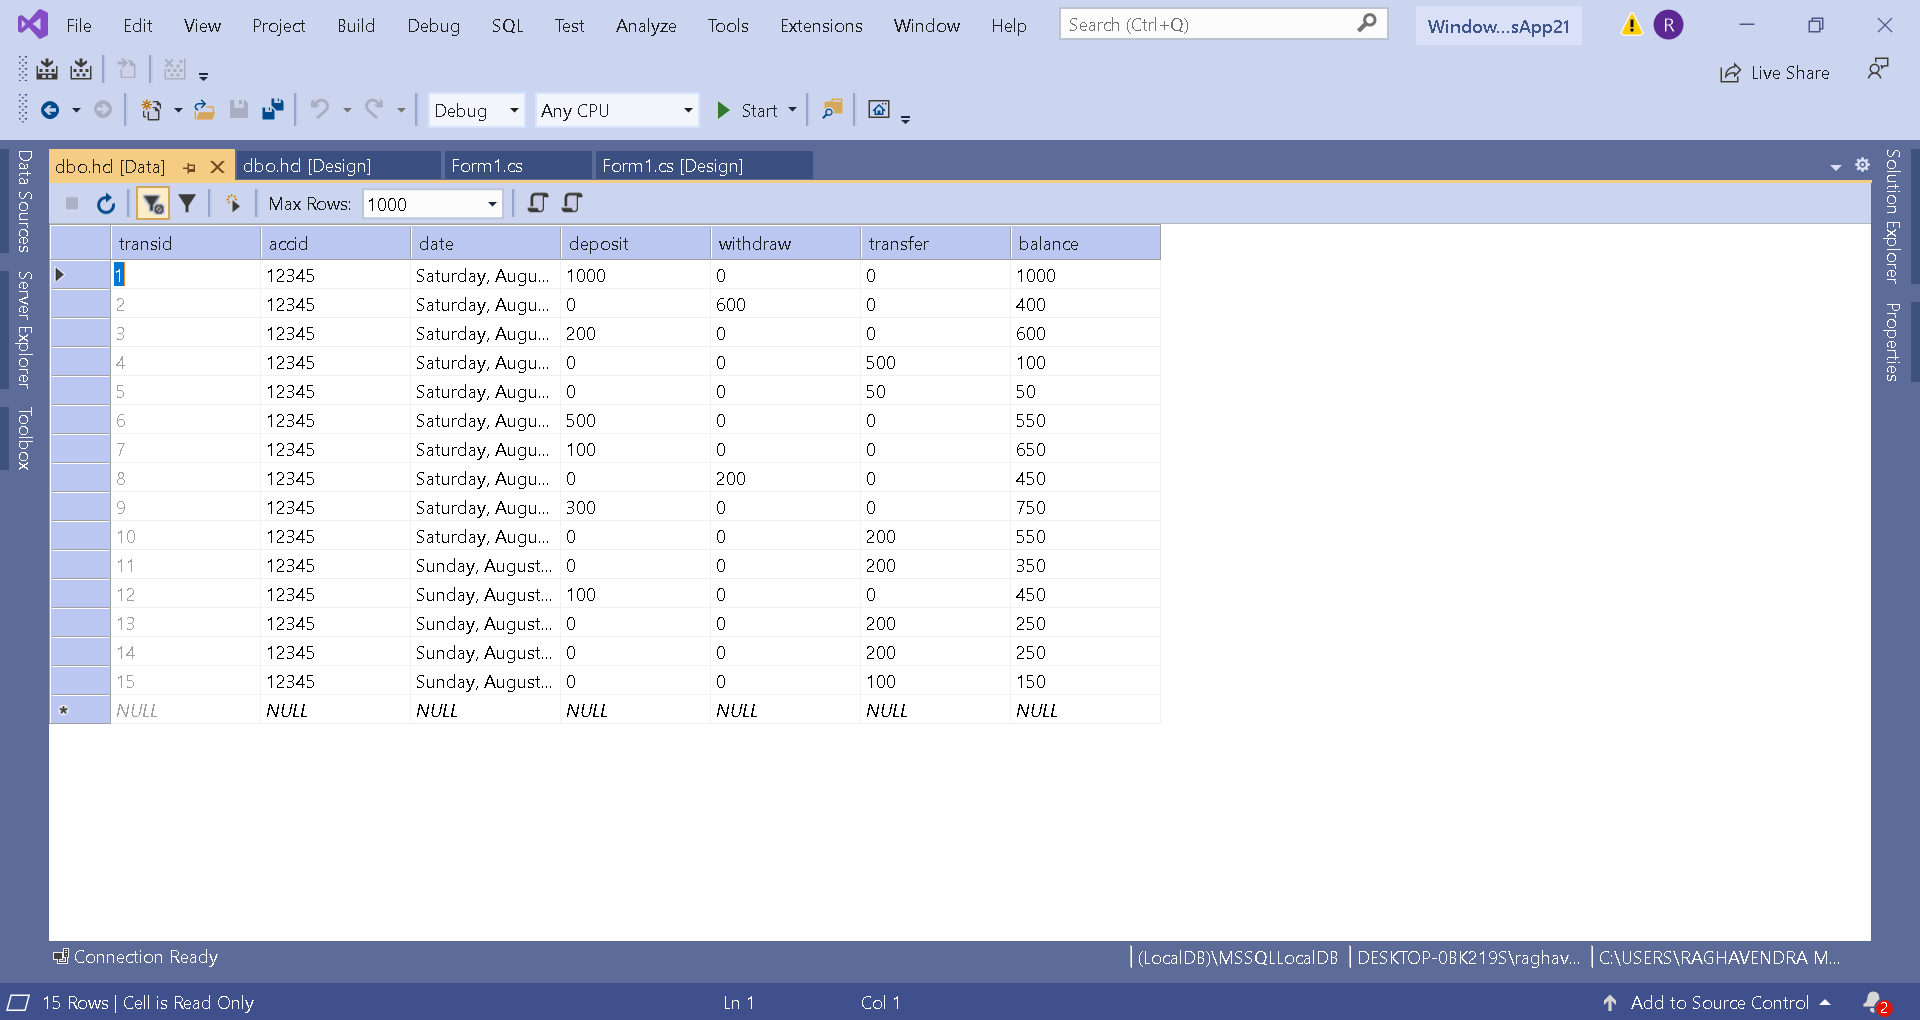 File Edit View Project Build Debug SQL Test Analyze Tools Extensions Window Help Search (Ctrl+Q) Window...sApp21 R
Live Share
Debug Any CPU Start
dbo.hcl [Data] dbo.hcl [Design] Form1.cs Form1.cs [Design]
Max Rows: 1000
Data Sources
Server Explorer
Toolbox
transid accid date deposit withdraw transfer balance
1 12345 Saturday, Augu... 1000 0 0 1000
2 12345 Saturday, Augu... 0 600 0 400
3 12345 Saturday, Augu... 200 0 0 600
4 12345 Saturday, Augu... 0 0 500 100
5 12345 Saturday, Augu... 0 0 50 50
6 12345 Saturday, Augu... 500 0 0 550
7 12345 Saturday, Augu... 100 0 0 650
8 12345 Saturday, Augu... 0 200 0 450
9 12345 Saturday, Augu... 300 0 0 750
10 12345 Saturday, Augu... 0 0 200 550
11 12345 Sunday, August... 0 0 200 350
12 12345 Sunday, August... 100 0 0 450
13 12345 Sunday, August... 0 0 200 250
14 12345 Sunday, August... 0 0 200 250
15 12345 Sunday, August... 0 0 100 150
* NULL NULL NULL NULL NULL NULL NULL
Solution Explorer
Properties
Connection Ready (LocalDB)\MSSQLLocalDB DESKTOP-0BK219S\raghav... C:\USERS\RAGHAVENDRA M...
15 Rows | Cell is Read Only Ln 1 Col 1 Add to Source Control 2